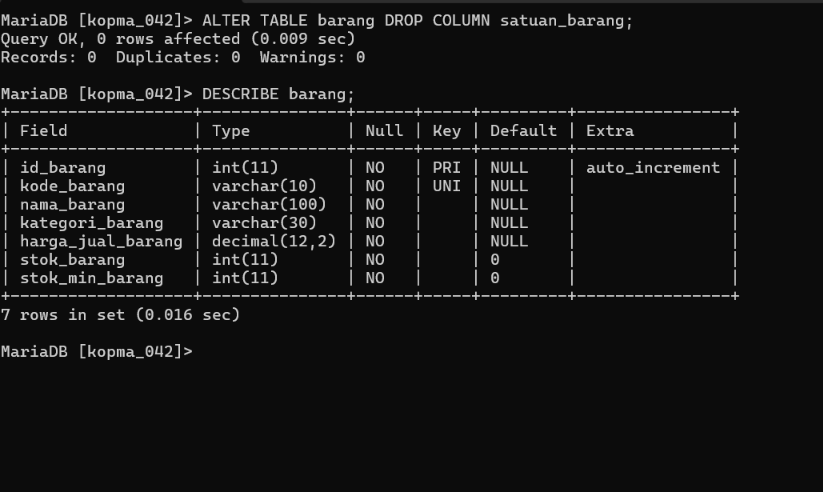 MariaDB [kopma_042]> ALTER TABLE barang DROP COLUMN satuan_barang;
Query OK, 0 rows affected (0.009 sec)
Records: 0  Duplicates: 0  Warnings: 0

MariaDB [kopma_042]> DESCRIBE barang;
+-------------------+---------------+------+-----+---------+----------------+
| Field             | Type          | Null | Key | Default | Extra          |
+-------------------+---------------+------+-----+---------+----------------+
| id_barang         | int(11)       | NO   | PRI | NULL    | auto_increment |
| kode_barang       | varchar(10)   | NO   | UNI | NULL    |                |
| nama_barang       | varchar(100)  | NO   |     | NULL    |                |
| kategori_barang   | varchar(30)   | NO   |     | NULL    |                |
| harga_jual_barang | decimal(12,2) | NO   |     | NULL    |                |
| stok_barang       | int(11)       | NO   |     | 0       |                |
| stok_min_barang   | int(11)       | NO   |     | 0       |                |
+-------------------+---------------+------+-----+---------+----------------+
7 rows in set (0.016 sec)

MariaDB [kopma_042]>